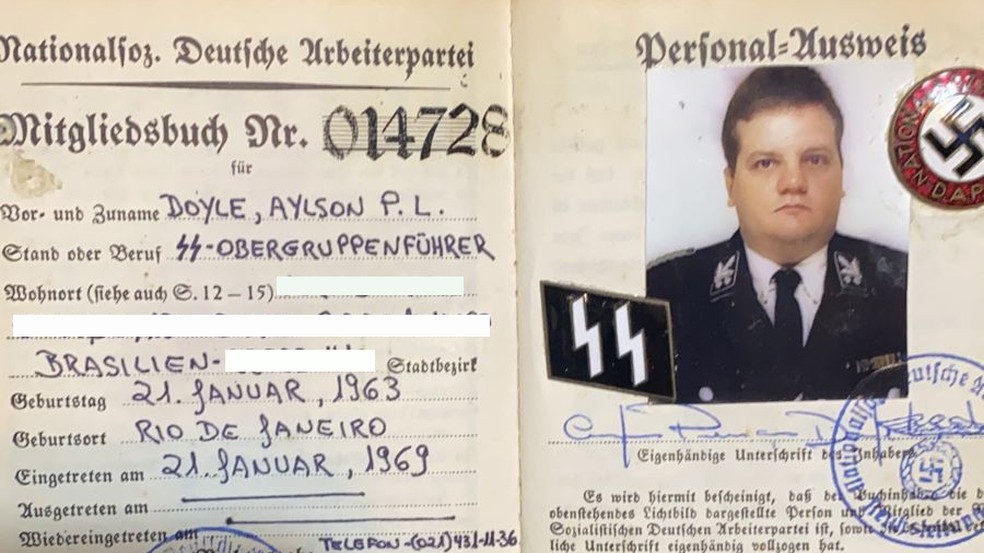 Nationalsoz. Deutsche Arbeiterpartei
Mitgliedsbuch Nr. 014728
für
Vor- und Zuname DOYLE, AYLSON P. L.
Stand oder Beruf SS-OBERGRUPPENFÜHRER
Wohnort (siehe auch S. 12 – 15)
BRASILIEN- Stadtbezirk
Geburtstag 21. JANUAR, 1963
Geburtsort RIO DE JANEIRO
Eingetreten am 21. JANUAR, 1969
Ausgetreten am
Wiedereingetreten am
TELEFON-(021)431-11-36
Personal=Ausweis
NATIONAL
NSDAP
SS
Eigenhändige Unterschrift des Inhabers
Es wird hiermit bescheinigt, daß der Buchinhaber die
obenstehendes Lichtbild dargestellte Person und Mitglied der
Sozialistischen Deutschen Arbeiterpartei ist, sowie
liche Unterschrift eigenhändig vollzogen hat.